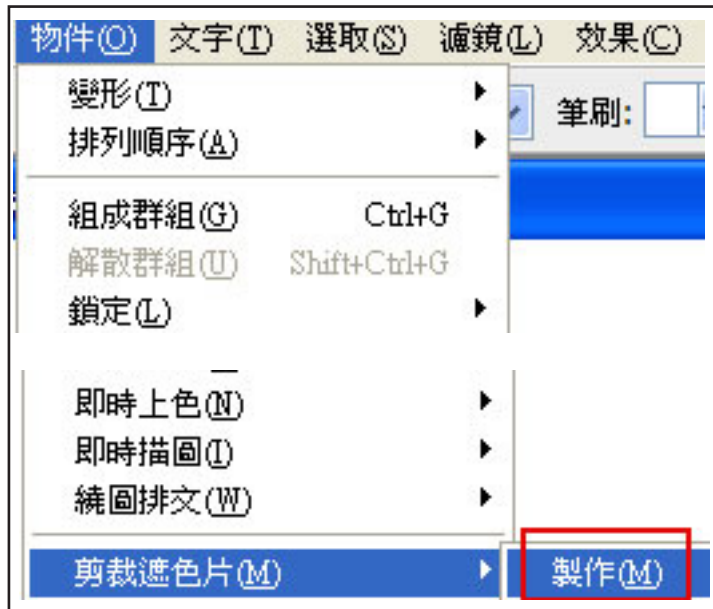 物件(O) 文字(T) 選取(S) 濾鏡(L) 效果(C)
變形(T)
筆刷:
排列順序(A)
組成群組(G) Ctrl+G
解散群組(U) Shift+Ctrl+G
鎖定(L)
即時上色(N)
即時描圖(I)
繞圖排文(W)
剪裁遮色片(M) 製作(M)